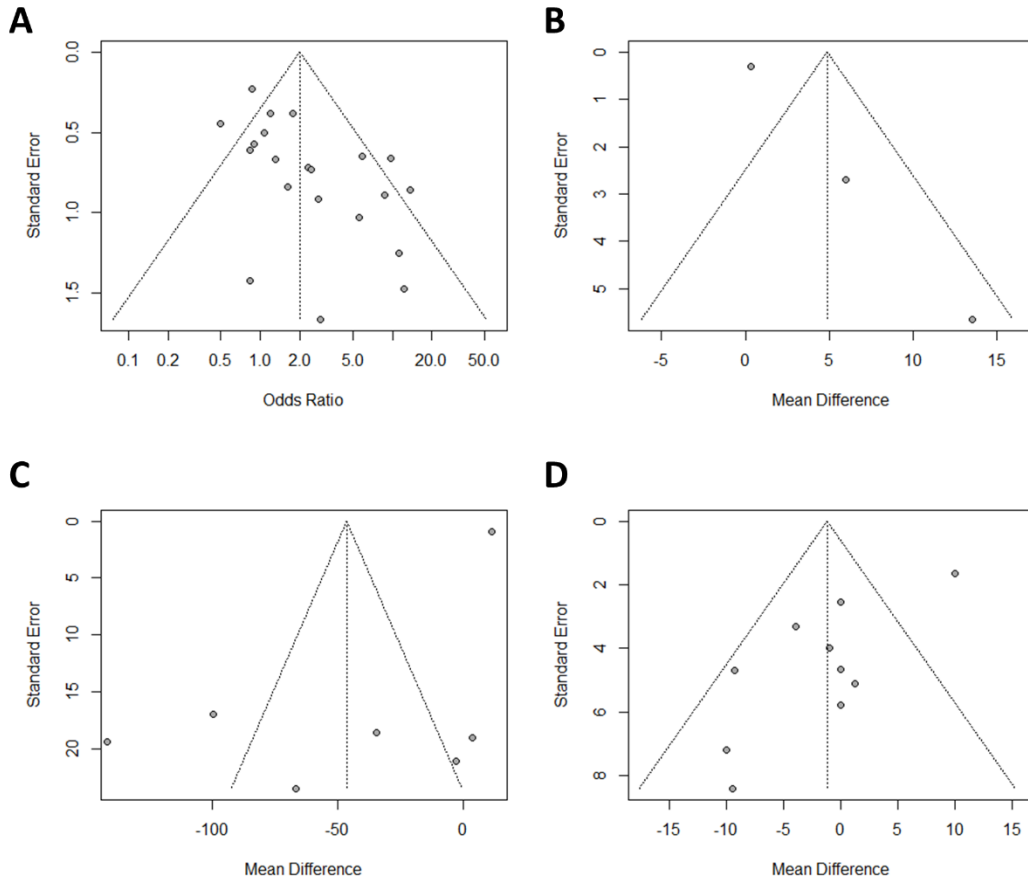 A
0.0
0.5
1.0
1.5
Standard Error
0.1 0.2 0.5 1.0 2.0 5.0 20.0 50.0
Odds Ratio
B
0
1
2
3
4
5
Standard Error
-5 0 5 10 15
Mean Difference
C
0
5
10
15
20
Standard Error
-100 -50 0
Mean Difference
D
0
2
4
6
8
Standard Error
-15 -10 -5 0 5 10 15
Mean Difference